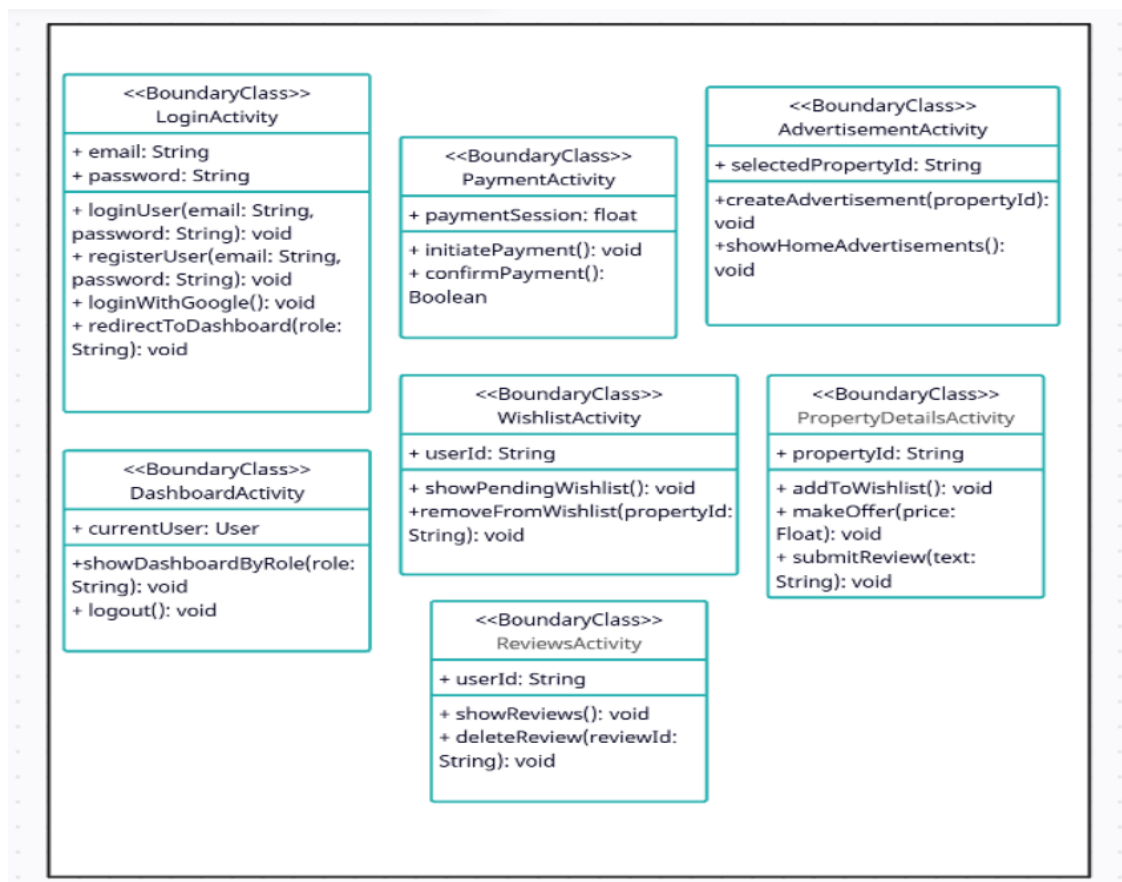 <<BoundaryClass>>
LoginActivity
+ email: String
+ password: String
+ loginUser(email: String,
password: String): void
+ registerUser(email: String,
password: String): void
+ loginWithGoogle(): void
+ redirectToDashboard(role:
String): void
<<BoundaryClass>>
PaymentActivity
+ paymentSession: float
+ initiatePayment(): void
+ confirmPayment():
Boolean
<<BoundaryClass>>
AdvertisementActivity
+ selectedPropertyId: String
+createAdvertisement(propertyId):
void
+showHomeAdvertisements():
void
<<BoundaryClass>>
WishlistActivity
+ userId: String
+ showPendingWishlist(): void
+removeFromWishlist(propertyId:
String): void
<<BoundaryClass>>
PropertyDetailsActivity
+ propertyId: String
+ addToWishlist(): void
+ makeOffer(price:
Float): void
+ submitReview(text:
String): void
<<BoundaryClass>>
DashboardActivity
+ currentUser: User
+showDashboardByRole(role:
String): void
+ logout(): void
<<BoundaryClass>>
ReviewsActivity
+ userId: String
+ showReviews(): void
+ deleteReview(reviewId:
String): void